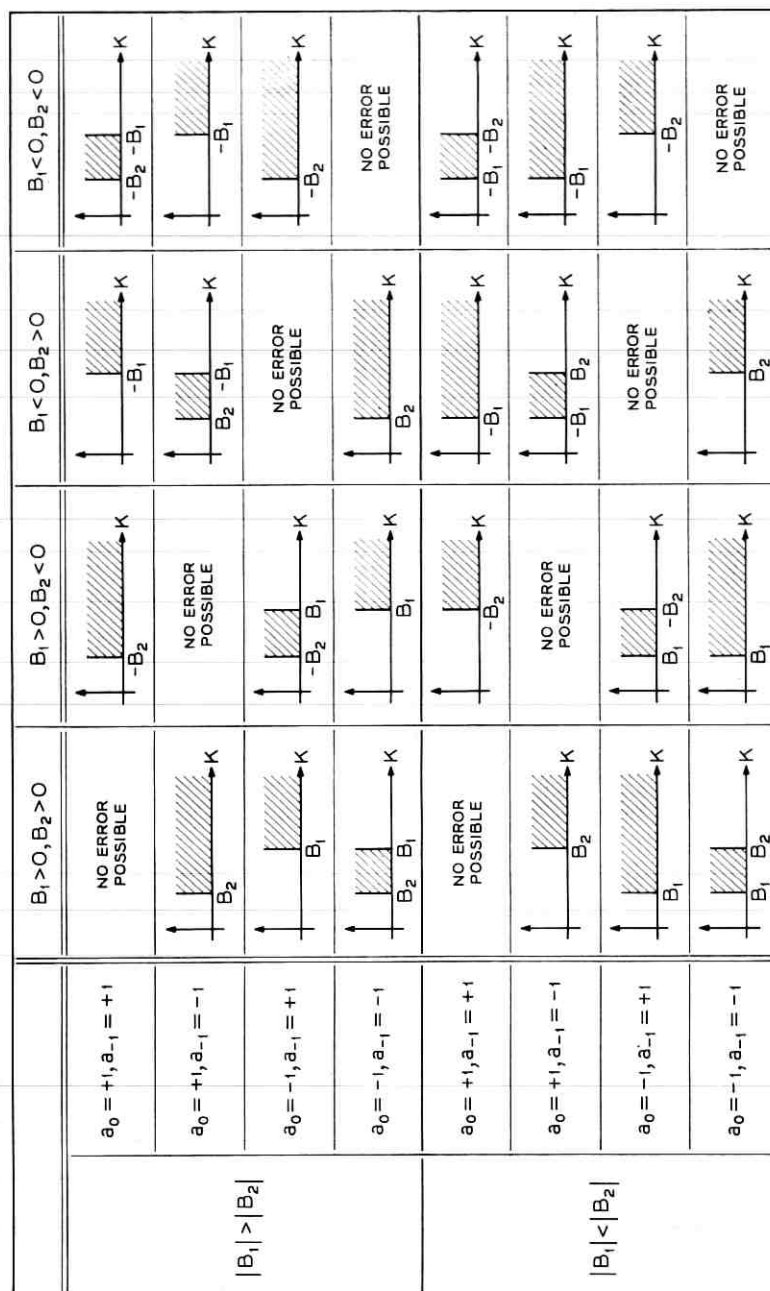 B₁>0, B₂>0
B₁>0, B₂<0
B₁<0, B₂>0
B₁<0, B₂<0
|B₁| > |B₂|
a₀ = +1, a₋₁ = +1
NO ERROR
POSSIBLE
K
-B₂
K
-B₁
K
-B₂ -B₁
a₀ = +1, a₋₁ = -1
K
B₂
NO ERROR
POSSIBLE
K
B₂ -B₁
K
-B₁
a₀ = -1, a₋₁ = +1
K
B₁
K
-B₂ B₁
NO ERROR
POSSIBLE
K
-B₂
a₀ = -1, a₋₁ = -1
K
B₂ B₁
K
B₁
K
B₂
NO ERROR
POSSIBLE
|B₁| < |B₂|
a₀ = +1, a₋₁ = +1
NO ERROR
POSSIBLE
K
-B₂
K
-B₁
K
-B₁ -B₂
a₀ = +1, a₋₁ = -1
K
B₂
NO ERROR
POSSIBLE
K
-B₁ B₂
K
-B₁
a₀ = -1, a₋₁ = +1
K
B₁
K
B₁ -B₂
NO ERROR
POSSIBLE
K
-B₂
a₀ = -1, a₋₁ = -1
K
B₁ B₂
K
B₁
K
B₂
NO ERROR
POSSIBLE